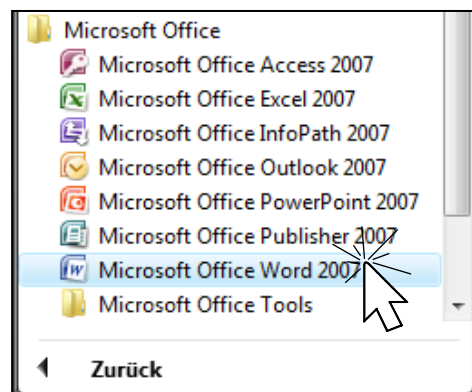 Microsoft Office
Microsoft Office Access 2007
Microsoft Office Excel 2007
Microsoft Office InfoPath 2007
Microsoft Office Outlook 2007
Microsoft Office PowerPoint 2007
Microsoft Office Publisher 2007
Microsoft Office Word 2007
Microsoft Office Tools
Zurück